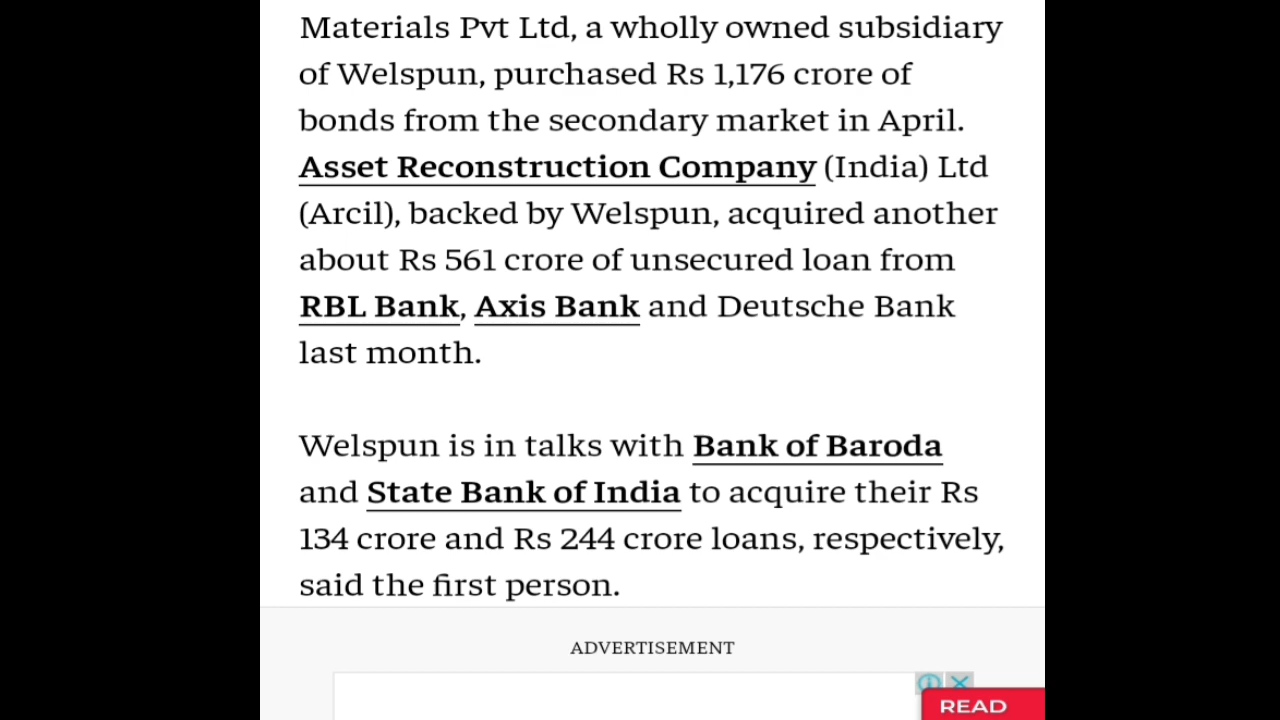 Materials Pvt Ltd, a wholly owned subsidiary
of Welspun, purchased Rs 1,176 crore of
bonds from the secondary market in April.
Asset Reconstruction Company (India) Ltd
(Arcil), backed by Welspun, acquired another
about Rs 561 crore of unsecured loan from
RBL Bank, Axis Bank and Deutsche Bank
last month.
Welspun is in talks with Bank of Baroda
and State Bank of India to acquire their Rs
134 crore and Rs 244 crore loans, respectively,
said the first person.
ADVERTISEMENT
READ